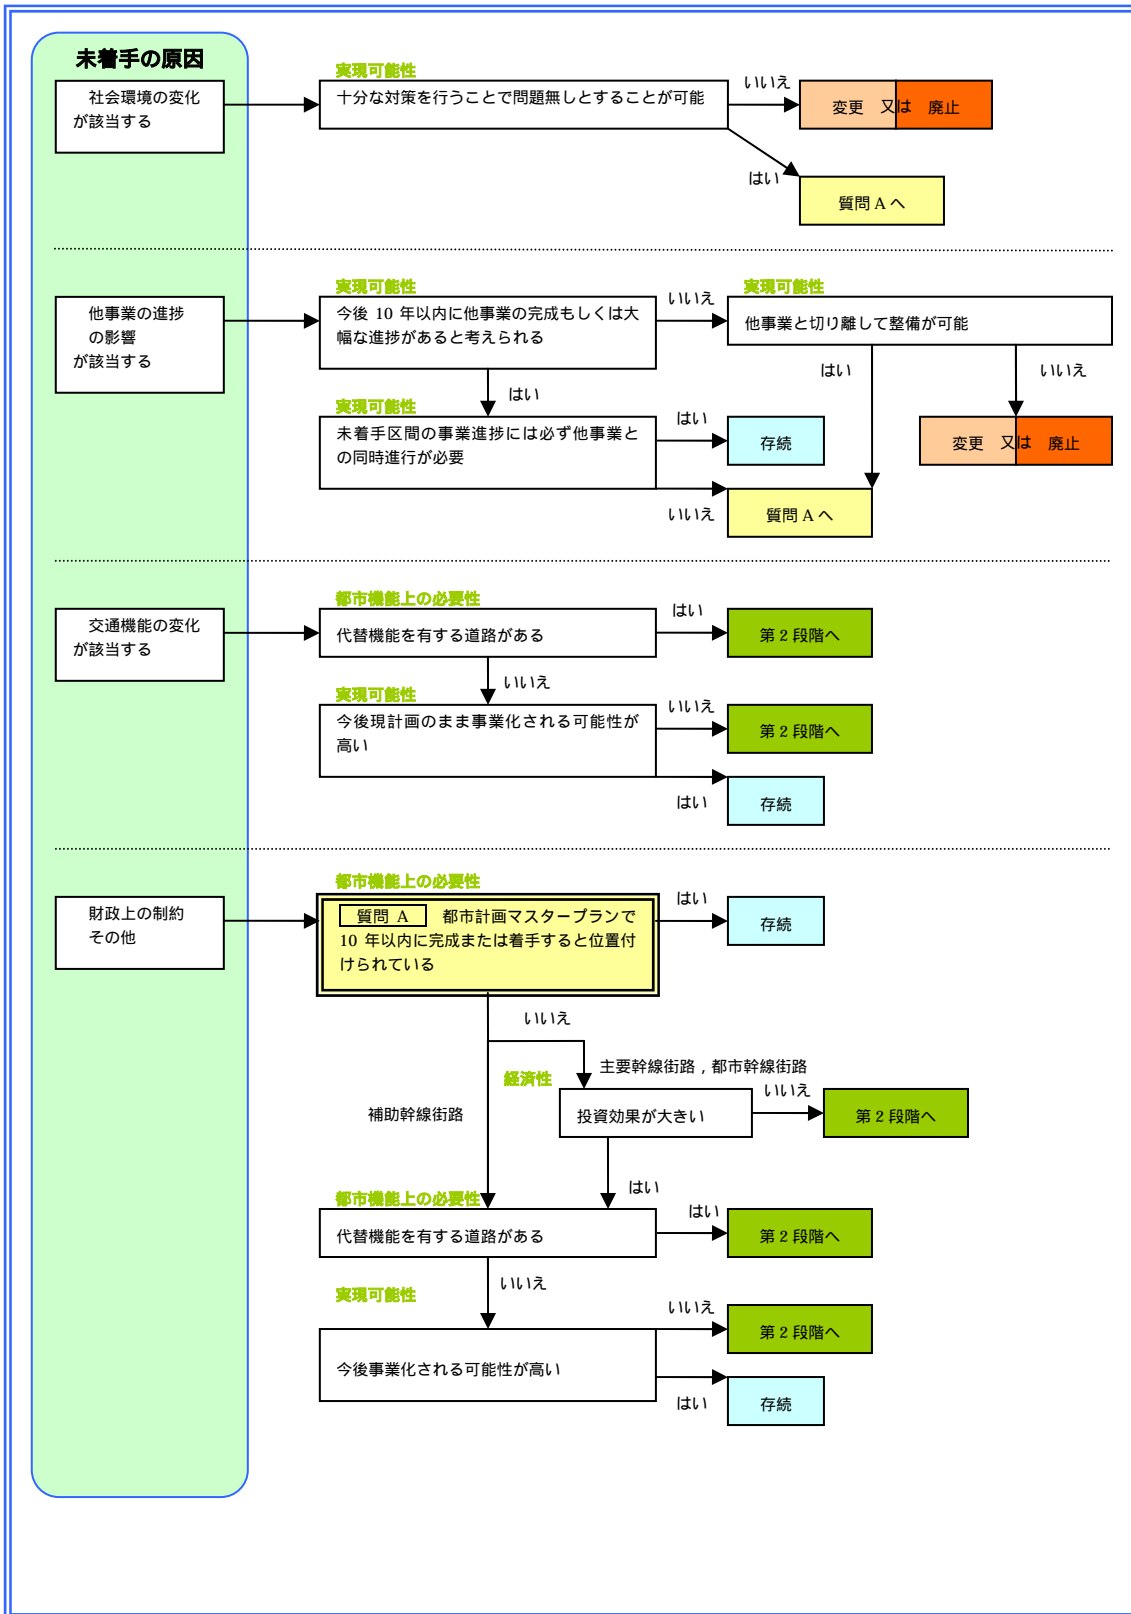 未着手の原因
実現可能性
社会環境の変化
が該当する
十分な対策を行うことで問題無しとすることが可能
いいえ
変更 又は 廃止
はい
質問 A へ
実現可能性
実現可能性
他事業の進捗
の影響
が該当する
今後 10 年以内に他事業の完成もしくは大
幅な進捗があると考えられる
いいえ
他事業と切り離して整備が可能
はい
いいえ
はい
実現可能性
未着手区間の事業進捗には必ず他事業と
の同時進行が必要
はい
存続
変更 又は 廃止
いいえ
質問 A へ
都市機能上の必要性
交通機能の変化
が該当する
代替機能を有する道路がある
はい
第 2 段階へ
いいえ
実現可能性
今後現計画のまま事業化される可能性が
高い
いいえ
第 2 段階へ
はい
存続
都市機能上の必要性
財政上の制約
その他
質問 A 都市計画マスタープランで
10 年以内に完成または着手すると位置付
けられている
はい
存続
いいえ
主要幹線街路，都市幹線街路
経済性
補助幹線街路
投資効果が大きい
いいえ
第 2 段階へ
はい
都市機能上の必要性
代替機能を有する道路がある
はい
第 2 段階へ
いいえ
実現可能性
今後事業化される可能性が高い
いいえ
第 2 段階へ
はい
存続